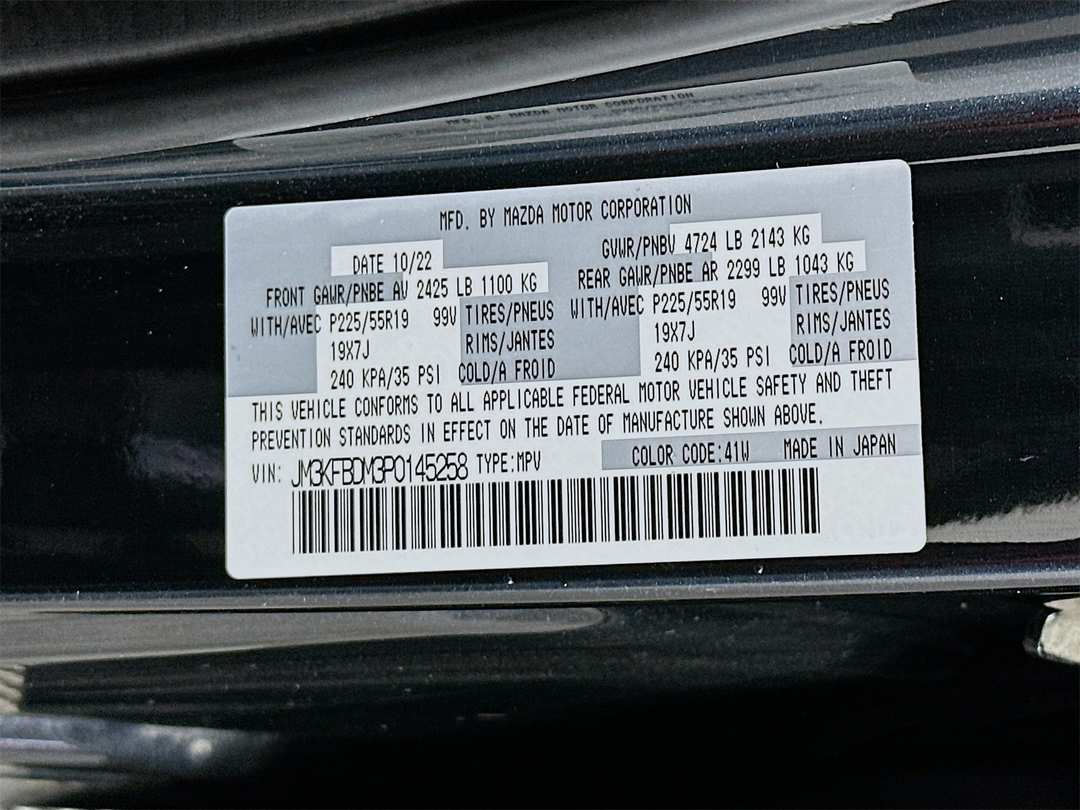 MFD. BY MAZDA MOTOR CORPORATION
MFD. BY MAZDA MOTOR CORPORATION
DATE 10/22
GVWR/PNBV 4724 LB 2143 KG
FRONT GAWR/PNBE AV 2425 LB 1100 KG
REAR GAWR/PNBE AR 2299 LB 1043 KG
WITH/AVEC P225/55R19 99V TIRES/PNEUS
WITH/AVEC P225/55R19 99V TIRES/PNEUS
19X7J RIMS/JANTES
19X7J RIMS/JANTES
240 KPA/35 PSI COLD/A FROID
240 KPA/35 PSI COLD/A FROID
THIS VEHICLE CONFORMS TO ALL APPLICABLE FEDERAL MOTOR VEHICLE SAFETY AND THEFT
PREVENTION STANDARDS IN EFFECT ON THE DATE OF MANUFACTURE SHOWN ABOVE.
VIN: JM3KFBDM3P0145258 TYPE:MPV COLOR CODE:41W MADE IN JAPAN